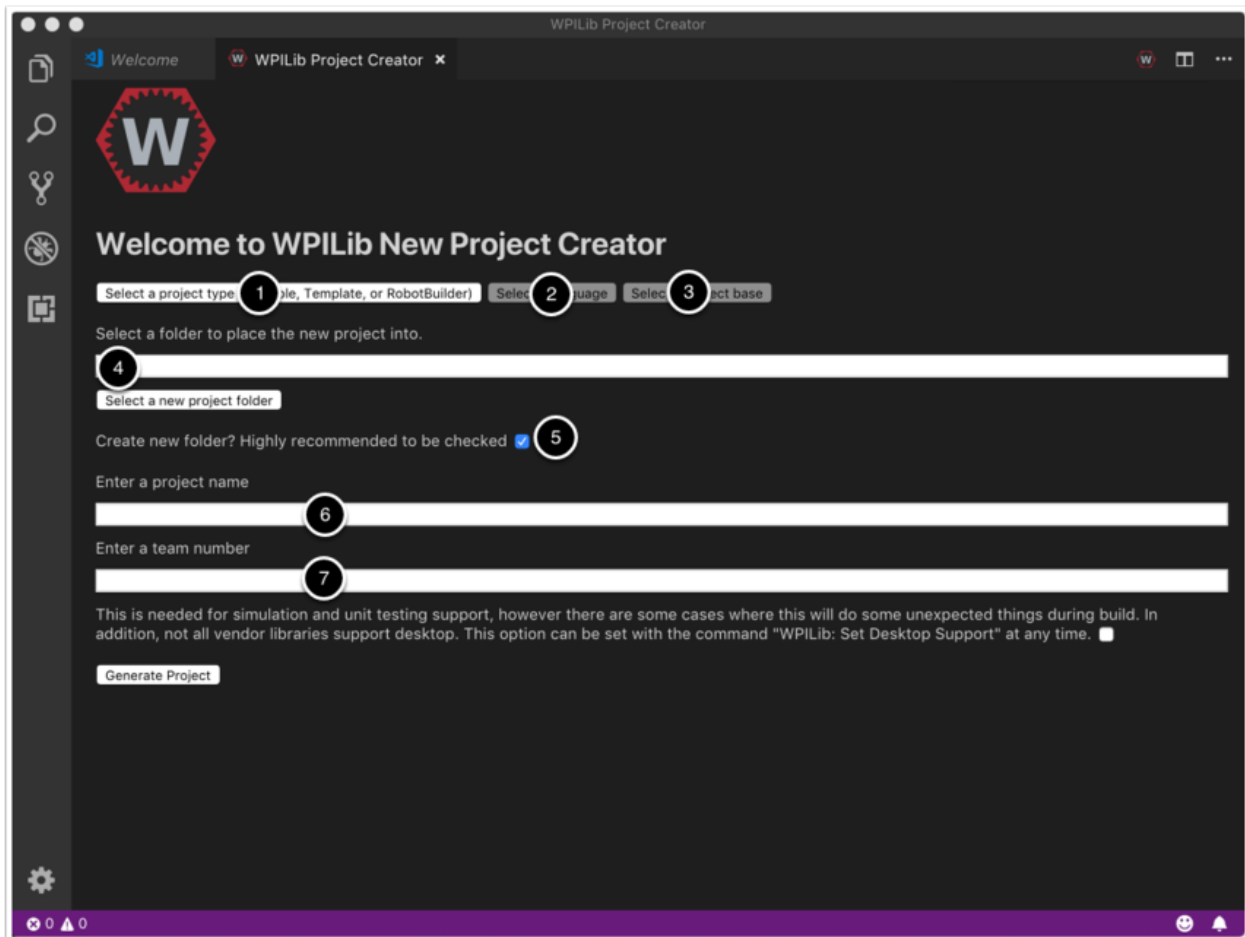 WPILib Project Creator
Welcome
W WPILib Project Creator ×
W
W
Welcome to WPILib New Project Creator
Select a project type 1 ple, Template, or RobotBuilder) Selec 2 guage Selec 3 ect base
Select a folder to place the new project into.
4
Select a new project folder
Create new folder? Highly recommended to be checked 5
Enter a project name
6
Enter a team number
7
This is needed for simulation and unit testing support, however there are some cases where this will do some unexpected things during build. In
addition, not all vendor libraries support desktop. This option can be set with the command "WPILib: Set Desktop Support" at any time.
Generate Project
0 0